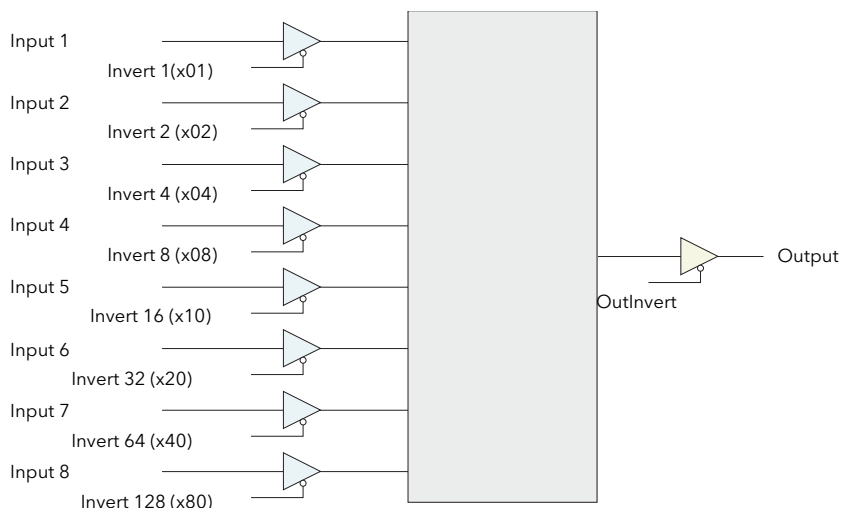 Input 1
Invert 1(x01)
Input 2
Invert 2 (x02)
Input 3
Invert 4 (x04)
Input 4
Invert 8 (x08)
Output
Input 5
OutInvert
Invert 16 (x10)
Input 6
Invert 32 (x20)
Input 7
Invert 64 (x40)
Input 8
Invert 128 (x80)